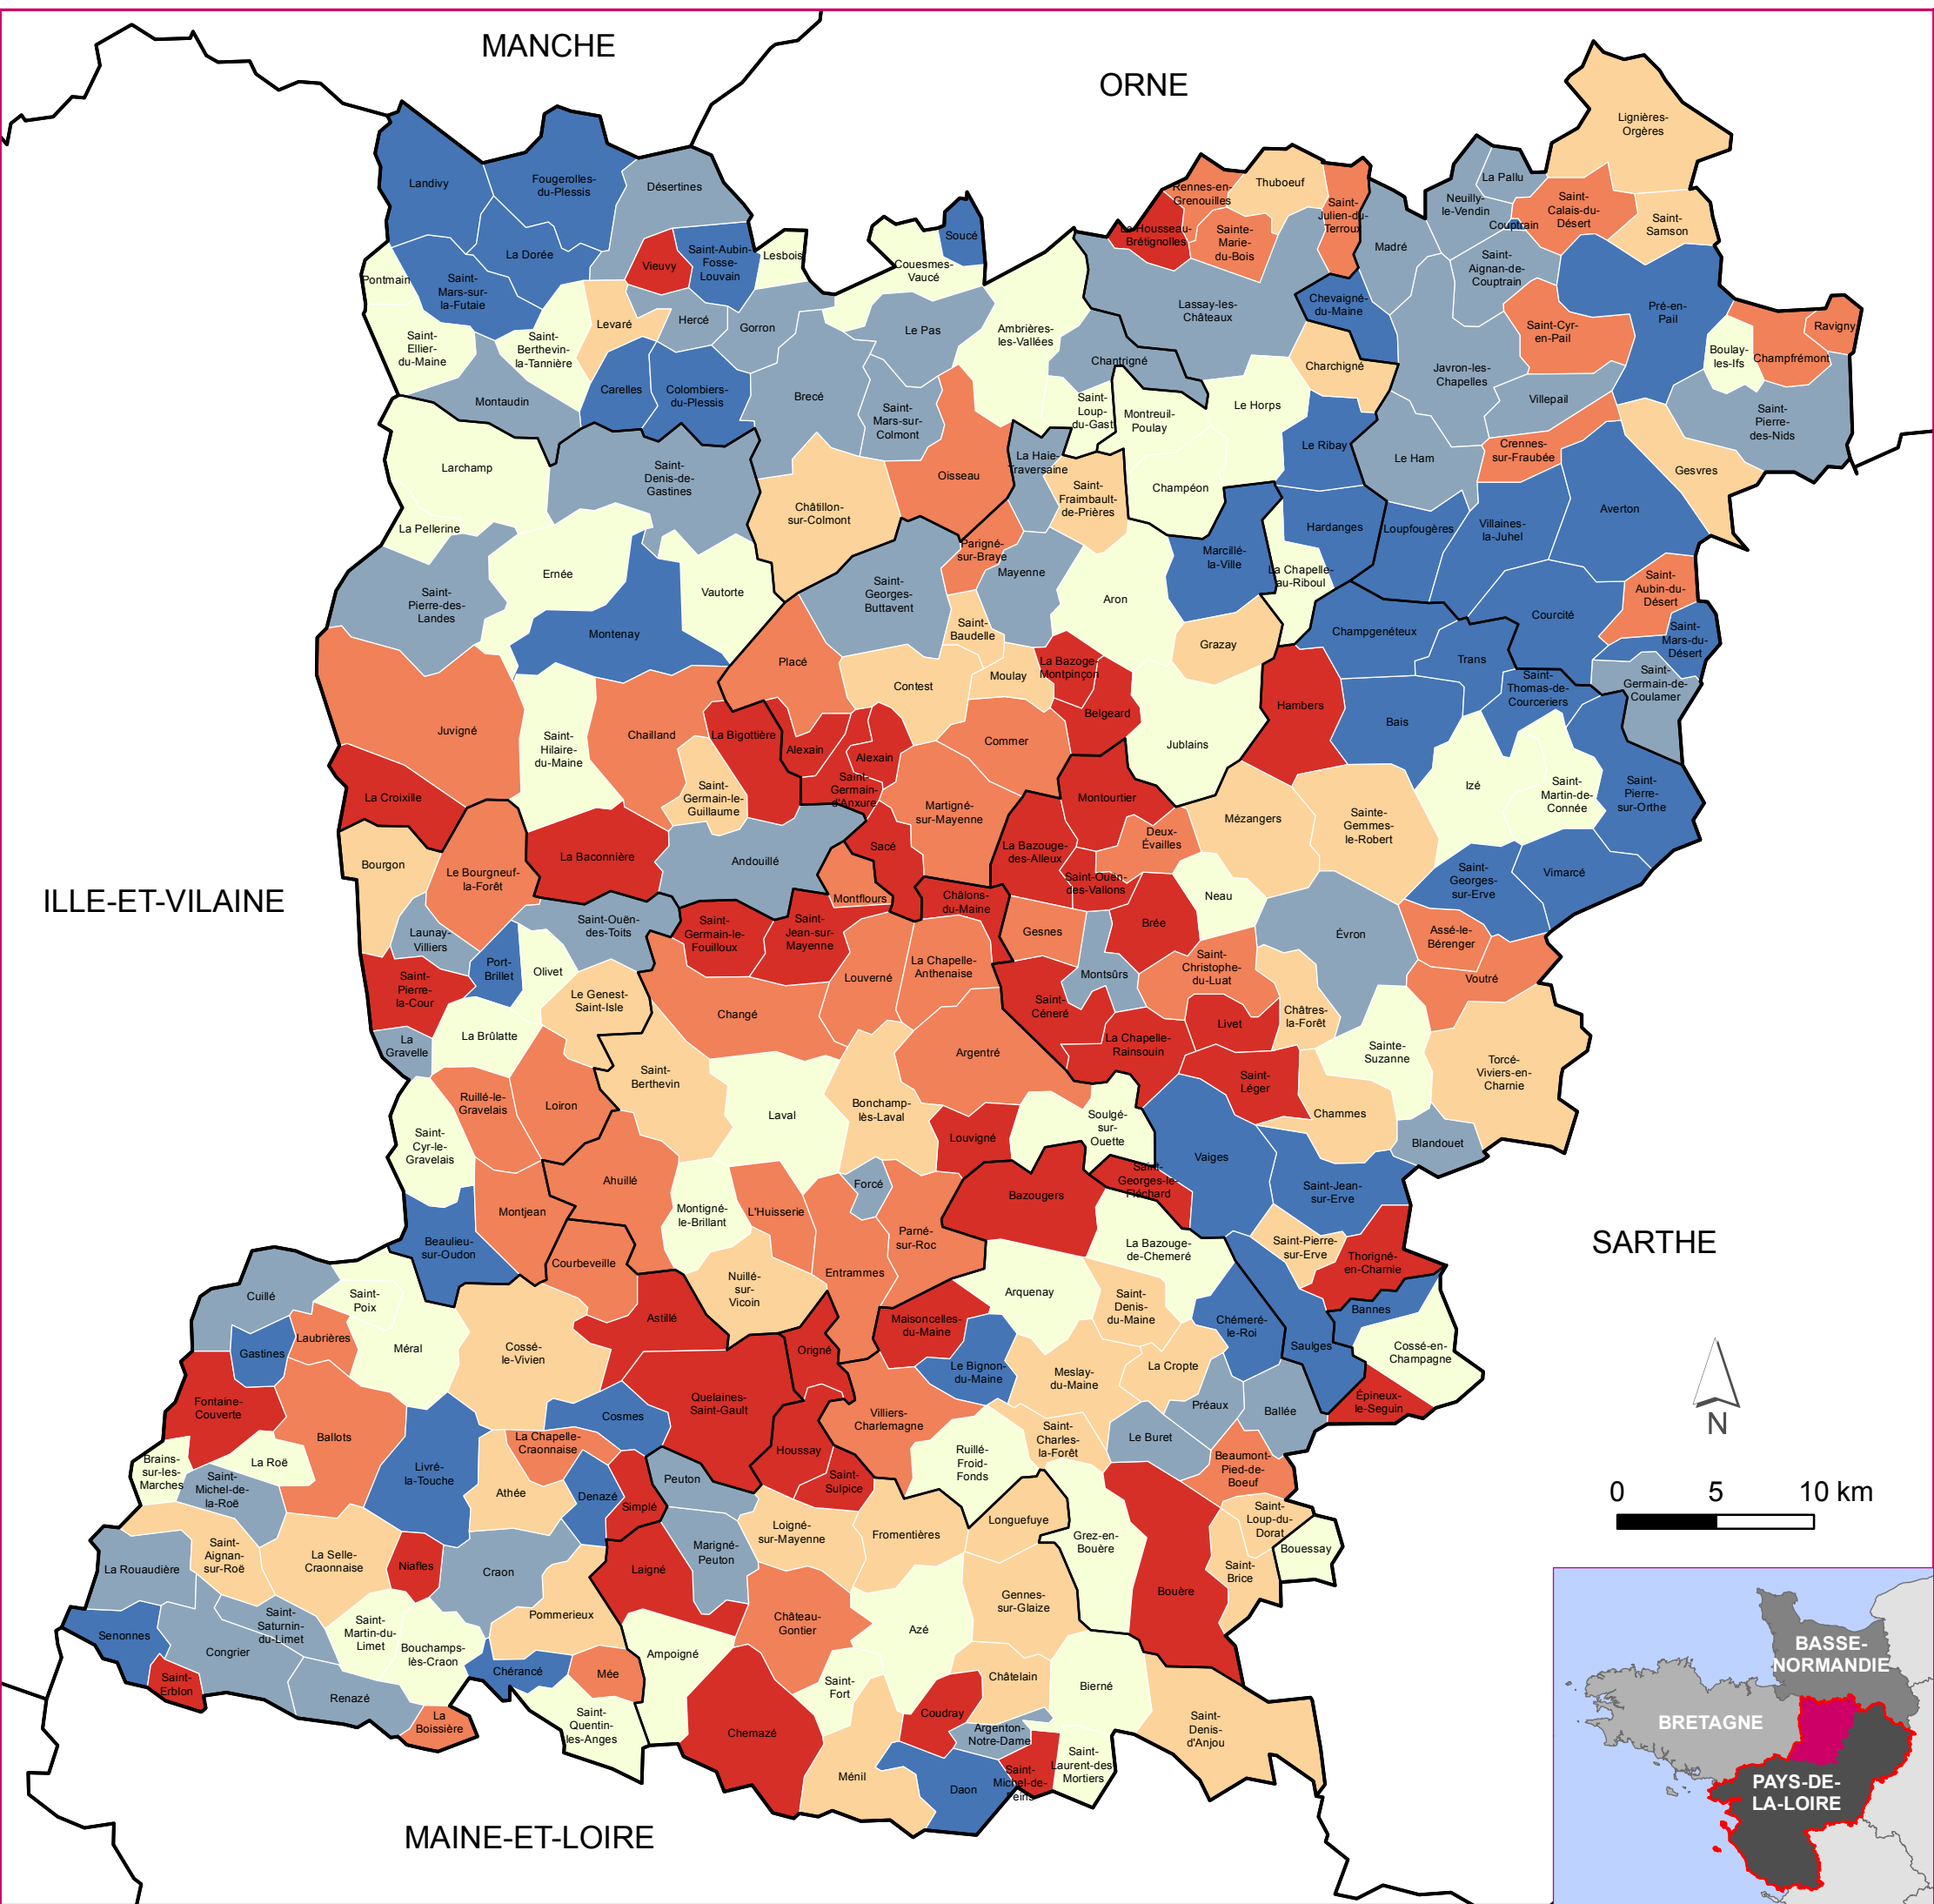 MANCHE
ORNE
ILLE-ET-VILAINE
SARTHE
MAINE-ET-LOIRE
Landivy
Fougerolles-
du-Plessis
Désertines
La Dorée
Saint-
Mars-sur-
la-Futaie
Vieuvy
Saint-Aubin-
Fosse-
Louvain
Lesbois
Soucé
Couesmes-
Vaucé
Pontmain
Saint-
Ellier-
du-Maine
Saint-
Berthevin-
la-Tannière
Levaré
Hercé
Gorron
Le Pas
Ambrières-
les-Vallées
Montaudin
Carelles
Colombiers-
du-Plessis
Brecé
Saint-
Mars-sur-
Colmont
Chantrigné
Saint-
Loup-
du-Gast
Montreuil-
Poulay
Le Horps
Rennes-en-
Grenouilles
Thuboeuf
Saint-
Julien-du-
Terroux
La Housseau-
Brétignolles
Sainte-
Marie-
du-Bois
Lassay-les-
Châteaux
Chevaigné-
du-Maine
Charchigné
Madré
Neuilly-
le-Vendin
La Pallu
Couptrain
Saint-
Calais-du-
Désert
Lignières-
Orgères
Saint-
Samson
Saint-
Aignan-de-
Couptrain
Pré-en-
Pail
Saint-Cyr-
en-Pail
Javron-les-
Chapelles
Villepail
Boulay-
les-Ifs
Champfrémont
Ravigny
Saint-
Pierre-
des-Nids
Crennes-
sur-Fraubée
Gesvres
Averton
Le Ribay
Le Ham
Larchamp
Saint-
Denis-de-
Gastines
Châtillon-
sur-Colmont
Oisseau
La Haie-
Traversaine
Saint-
Fraimbault-
de-Prières
Champéon
La Pellerine
Ernée
Vautorte
Montenay
Saint-
Pierre-des-
Landes
Saint-
Georges-
Buttavent
Parigné-
sur-Braye
Mayenne
Aron
Marcillé-
la-Ville
Hardanges
Loupfougères
Villaines-
la-Juhel
La Chapelle-
au-Riboul
Courcité
Saint-
Aubin-du-
Désert
Saint-
Mars-du-
Désert
Saint-
Germain-de-
Coulamer
Champgenéteux
Trans
Saint-
Thomas-de-
Courceriers
Bais
Hambers
Grazay
Saint-
Baudelle
Moulay
Contest
Placé
La Bazoge-
Montpinçon
Belgeard
Jublains
Commer
Juvigné
Saint-
Hilaire-
du-Maine
Chailland
La Bigottière
Alexain
Alexain
Saint-
Germain-
d'Anxure
Saint-
Germain-le-
Guillaume
La Croixille
Martigné-
sur-Mayenne
Montourtier
Mézangers
Sainte-
Gemmes-
le-Robert
Izé
Saint-
Martin-de-
Connée
Saint-
Pierre-
sur-Orthe
Vimarcé
Saint-
Georges-
sur-Erve
Bourgon
Le Bourgneuf-
la-Forêt
La Baconnière
Andouillé
Sacé
La Bazouge-
des-Alleux
Deux-
Évailles
Saint-Ouën-
des-Vallons
Neau
Évron
Montflours
Châlons-
du-Maine
Gesnes
Brée
Assé-le-
Bérenger
Voutré
Launay-
Villiers
Saint-Ouën-
des-Toits
Saint-
Germain-le-
Fouilloux
Saint-
Jean-sur-
Mayenne
Louverné
La Chapelle-
Anthenaise
Montsûrs
Saint-
Christophe-
du-Luat
Port-
Brillet
Olivet
Saint-
Pierre-
la-Cour
Le Genest-
Saint-Isle
Changé
Saint-
Céneré
Livet
Châtres-
la-Forêt
La
Gravelle
La Brûlatte
Argentré
La Chapelle-
Rainsouin
Sainte-
Suzanne
Torcé-
Viviers-en-
Charnie
Saint-
Berthevin
Laval
Bonchamp-
lès-Laval
Saint-
Léger
Chammes
Ruillé-le-
Gravelais
Loiron
Louvigné
Soulgé-
sur-
Ouette
Vaiges
Blandouet
Saint-
Cyr-le-
Gravelais
Ahuillé
Forcé
Bazougers
Saint-
Georges-le-
Fléchard
Saint-Jean-
sur-Erve
Montjean
Montigné-
le-Brillant
L'Huisserie
Parné-
sur-Roc
La Bazouge-
de-Chemeré
Saint-Pierre-
sur-Erve
Thorigné-
en-Charnie
Beaulieu-
sur-Oudon
Courbeveille
Nuillé-
sur-
Vicoin
Entrammes
Arquenay
Saint-
Denis-
du-Maine
Bannes
Cuillé
Saint-
Poix
Astillé
Maisoncelles-
du-Maine
Chémeré-
le-Roi
Saulges
Cossé-en-
Champagne
Gastines
Laubrières
Méral
Cossé-
le-Vivien
Origné
Le Bignon-
du-Maine
Meslay-
du-Maine
La Cropte
Épineux-
le-Seguin
Fontaine-
Couverte
Quelaines-
Saint-Gault
Préaux
Ballée
Cosmes
Villiers-
Charlemagne
Saint-
Charles-
la-Forêt
Le Buret
Ballots
La Chapelle-
Craonnaise
Houssay
Ruillé-
Froid-
Fonds
Beaumont-
Pied-de-
Boeuf
Brains-
sur-les-
Marches
La Roë
Saint-
Michel-de-
la-Roë
Livré-
la-Touche
Athée
Denazé
Simplé
Peuton
Saint-
Sulpice
Saint-
Loup-du-
Dorat
Bouessay
La Rouaudière
Saint-
Aignan-
sur-Roë
La Selle-
Craonnaise
Niafles
Craon
Laigné
Marigné-
Peuton
Loigné-
sur-Mayenne
Fromentières
Longuefuye
Grez-en-
Bouère
Bouère
Saint-
Brice
Senonnes
Congrier
Saint-
Saturnin-
du-Limet
Saint-
Martin-du-
Limet
Bouchamps-
lès-Craon
Pommerieux
Château-
Gontier
Azé
Gennes-
sur-Glaize
Saint-
Erblon
Renazé
Chérancé
Mée
Ampoigné
Saint-
Fort
Châtelain
Bierné
La
Boissière
Saint-
Quentin-
les-Anges
Chemazé
Coudray
Argenton-
Notre-Dame
Saint-
Denis-
d'Anjou
Ménil
Daon
Saint-
Michel-de-
Feins
Saint-
Laurent-des-
Mortiers
N
0 5 10 km
BASSE-
NORMANDIE
BRETAGNE
PAYS-DE-
LA-LOIRE